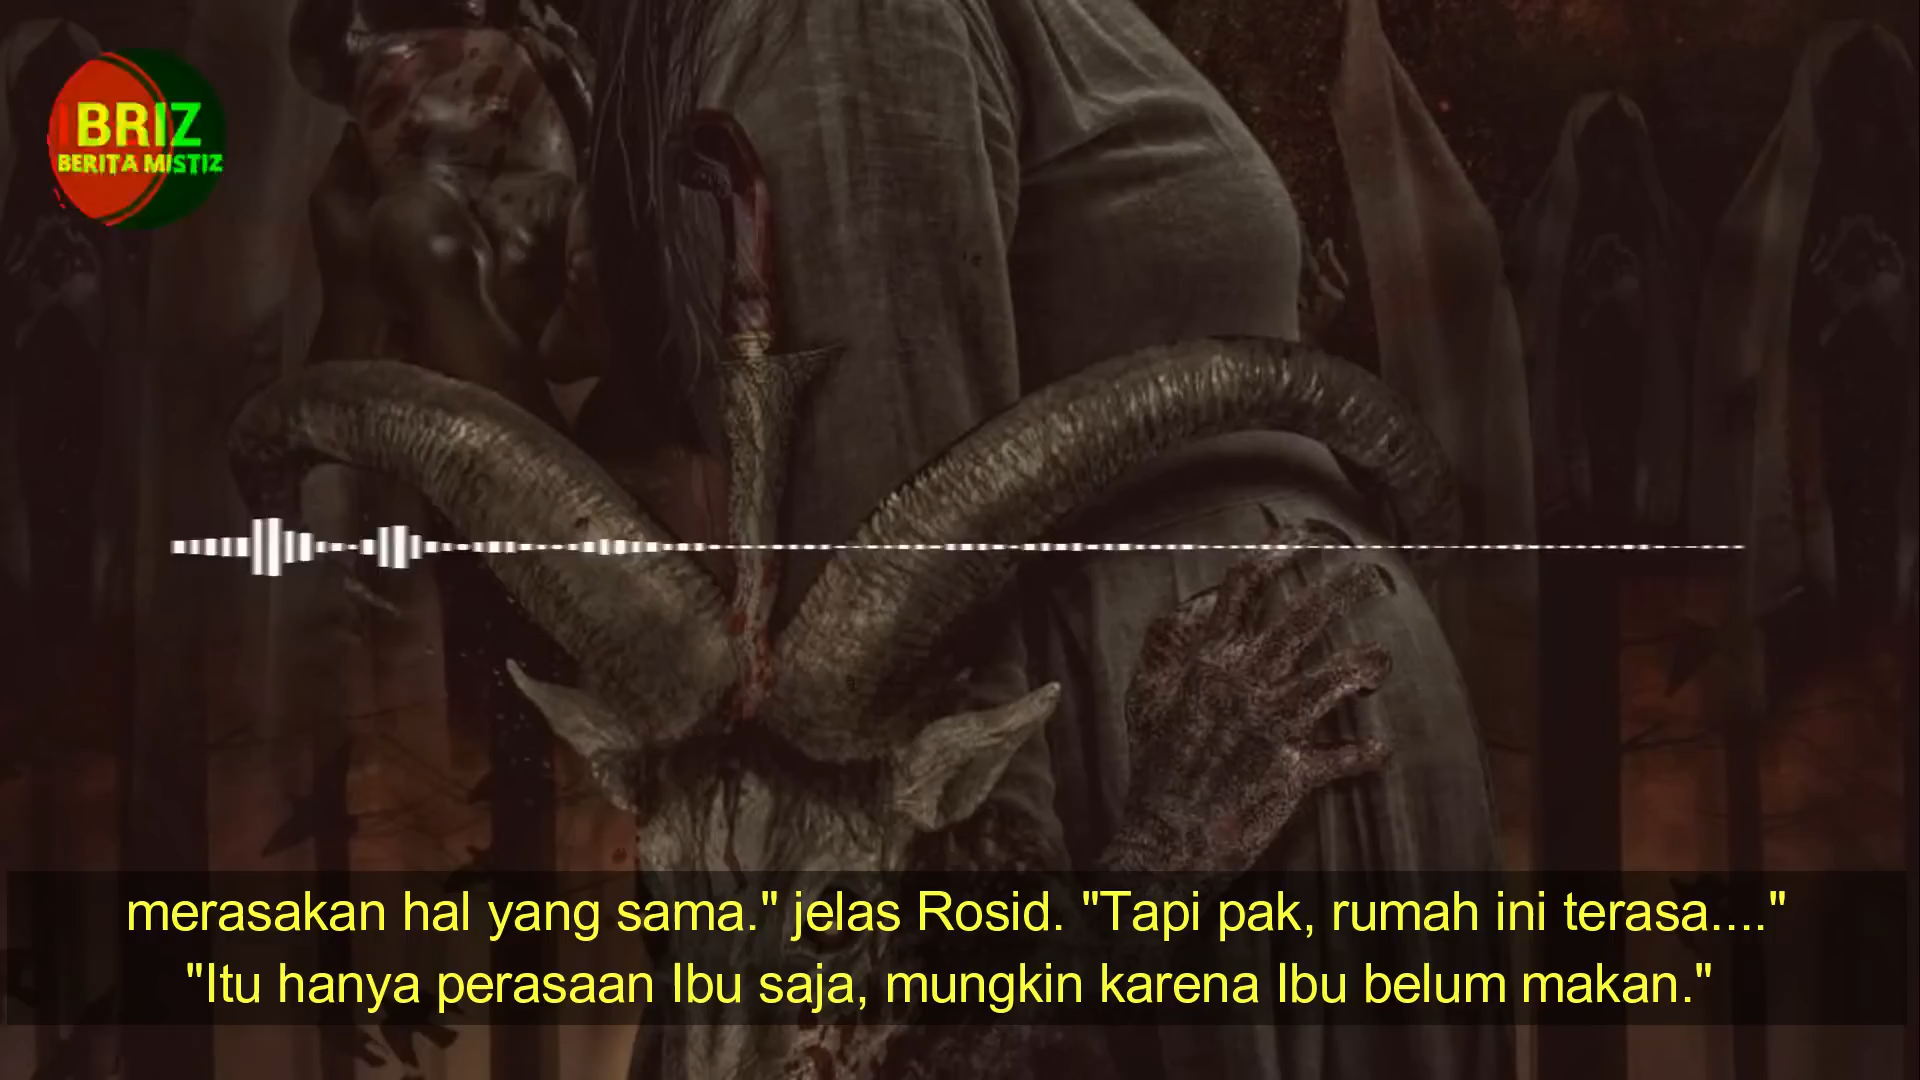 BRIZ
BERITA MISTIZ
merasakan hal yang sama." jelas Rosid. "Tapi pak, rumah ini terasa...."
"Itu hanya perasaan Ibu saja, mungkin karena Ibu belum makan."